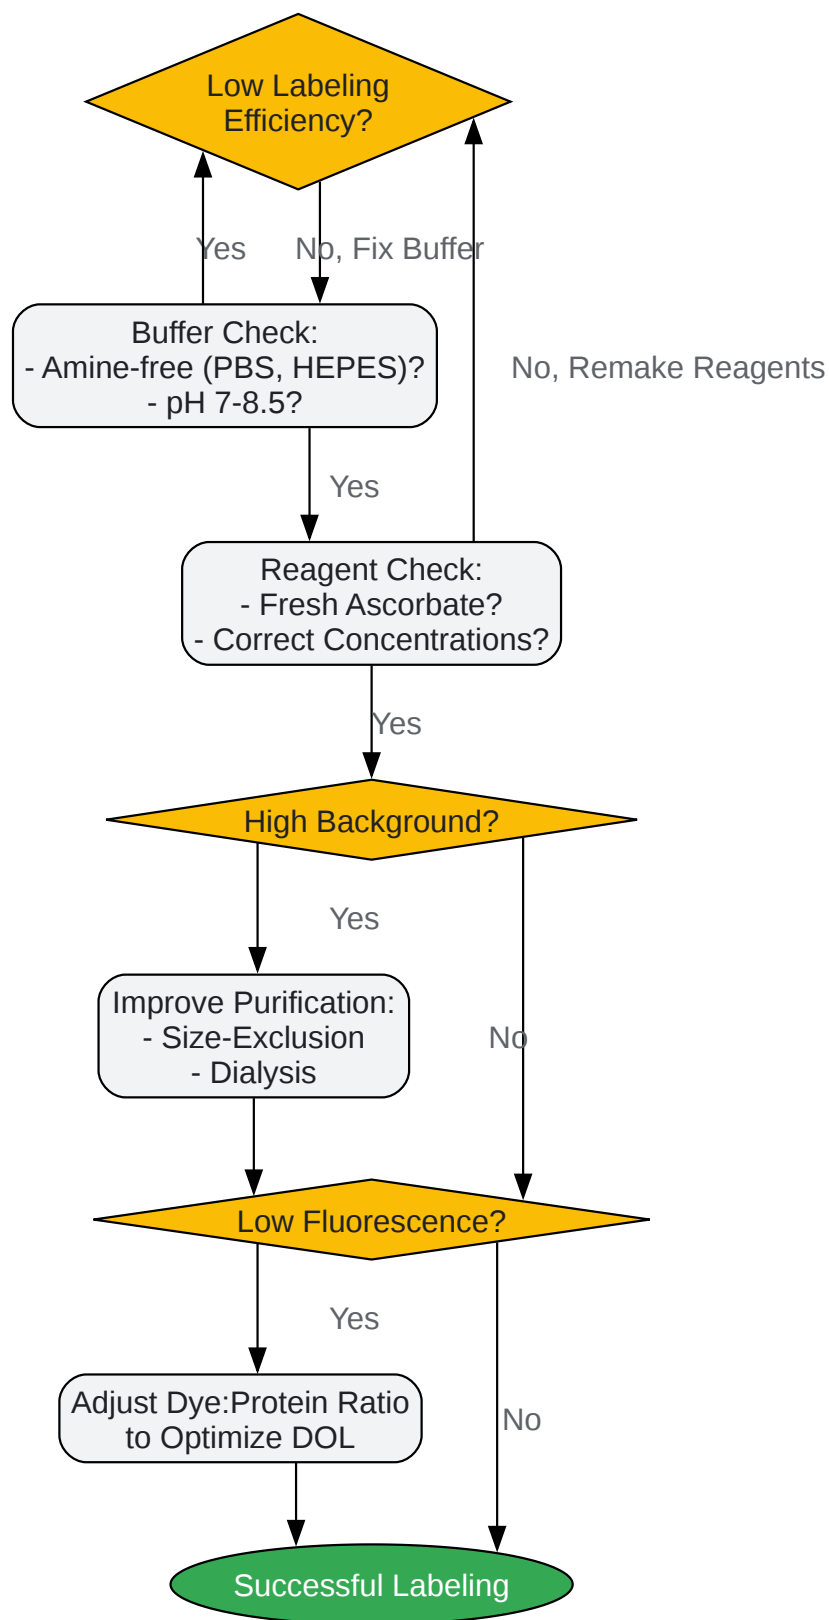 Low Labeling
Efficiency?
Yes
No, Fix Buffer
Buffer Check:
- Amine-free (PBS, HEPES)?
- pH 7-8.5?
No, Remake Reagents
Yes
Reagent Check:
- Fresh Ascorbate?
- Correct Concentrations?
Yes
High Background?
Yes
Improve Purification:
- Size-Exclusion
- Dialysis
No
Low Fluorescence?
Yes
Adjust Dye:Protein Ratio
to Optimize DOL
No
Successful Labeling